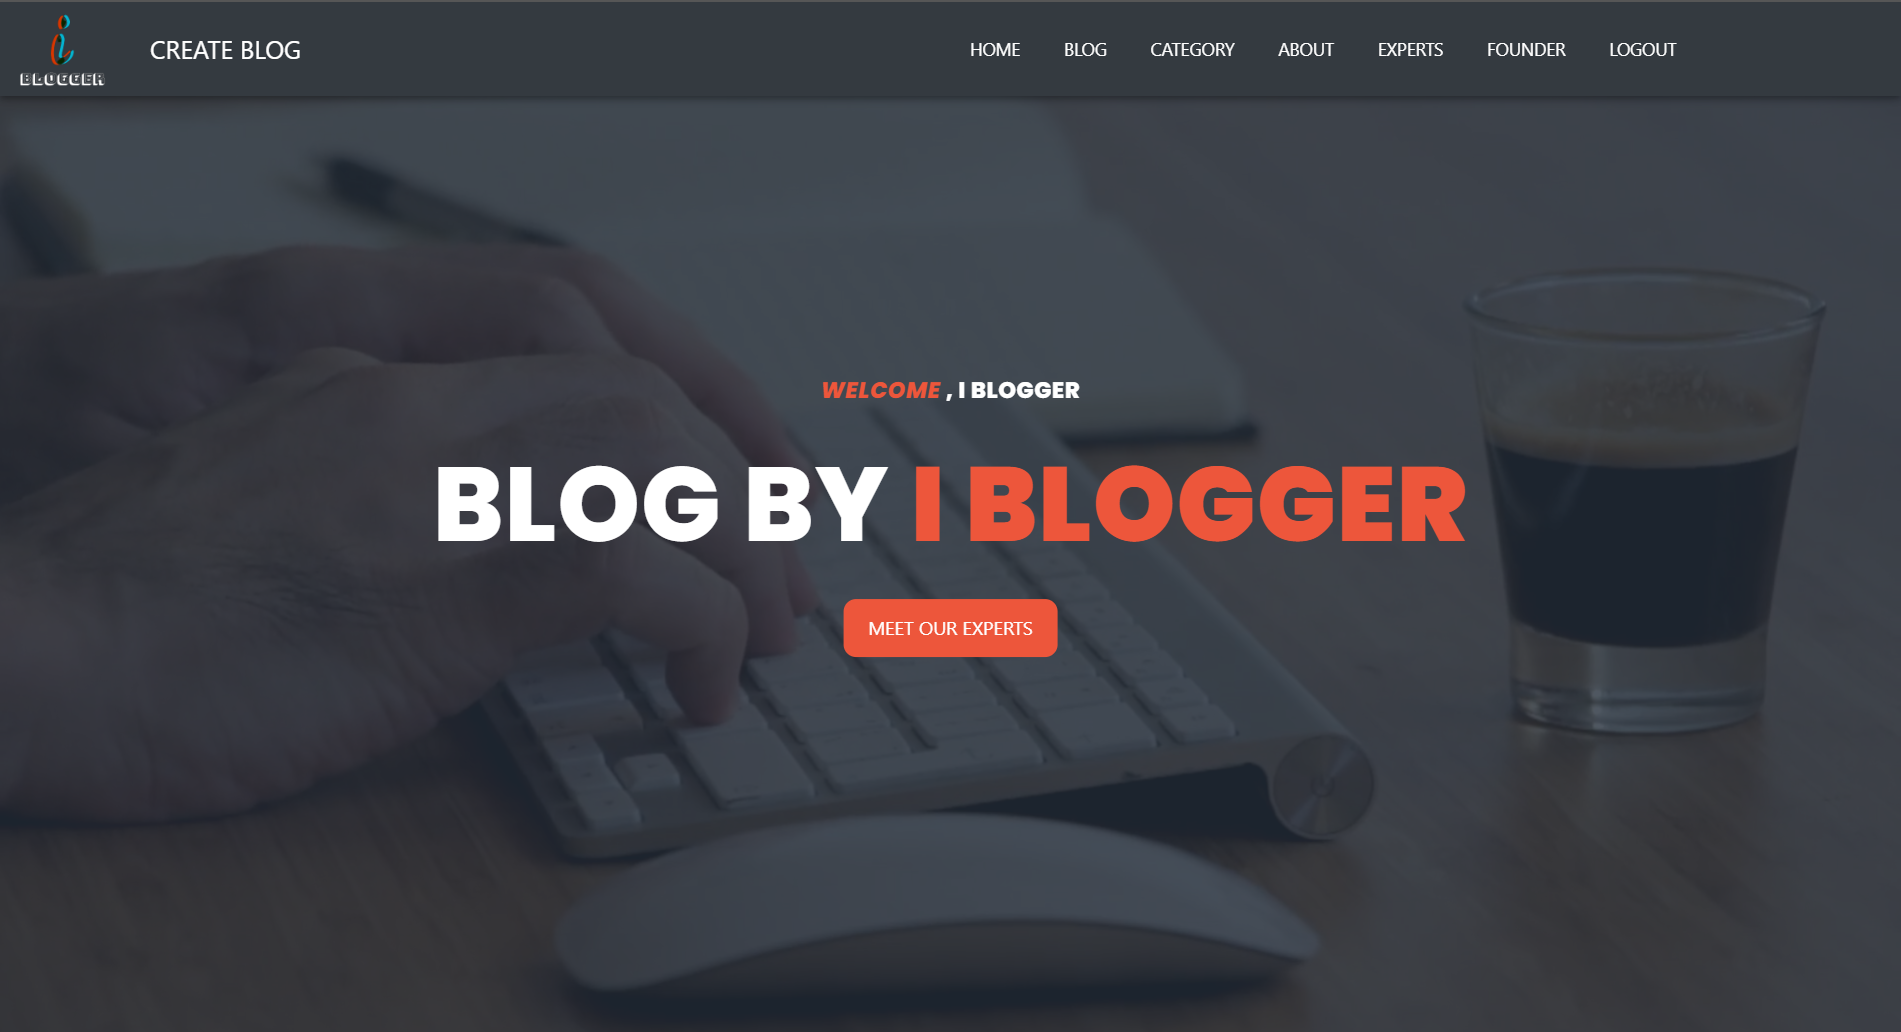 BLOGGER
CREATE BLOG
HOME BLOG CATEGORY ABOUT EXPERTS FOUNDER LOGOUT
WELCOME , I BLOGGER
BLOG BY I BLOGGER
MEET OUR EXPERTS